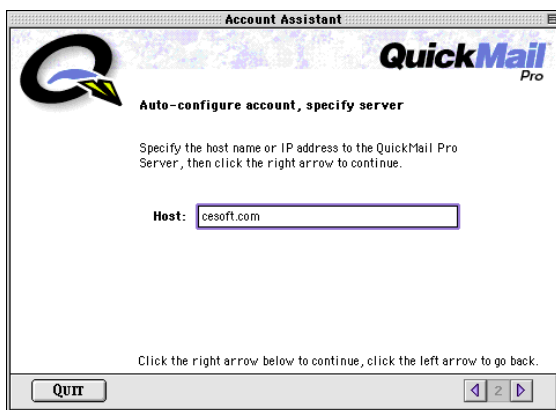 Account Assistant
QuickMail
Pro
Auto-configure account, specify server
Specify the host name or IP address to the QuickMail Pro
Server, then click the right arrow to continue.
Host: cesoft.com
Click the right arrow below to continue, click the left arrow to go back.
QUIT
2